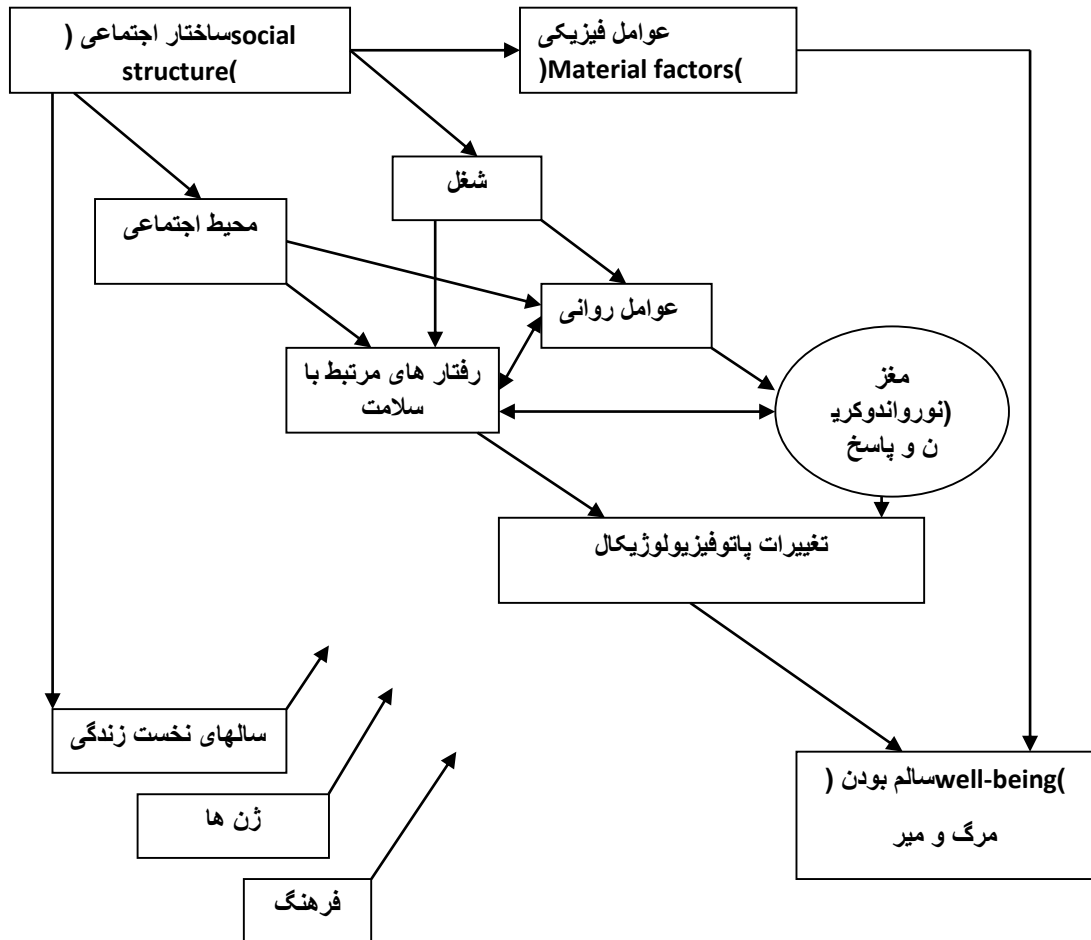 ساختار اجتماعی (social
structure)
عوامل فیزیکی
(Material factors)
شغل
محیط اجتماعی
عوامل روانی
رفتار های مرتبط با
سلامت
مغز
(نورواندوکری
ن و پاسخ
تغییرات پاتوفیزیولوژیکال
سالهای نخست زندگی
ژن ها
فرهنگ
سالم بودن (well-being)
مرگ و میر